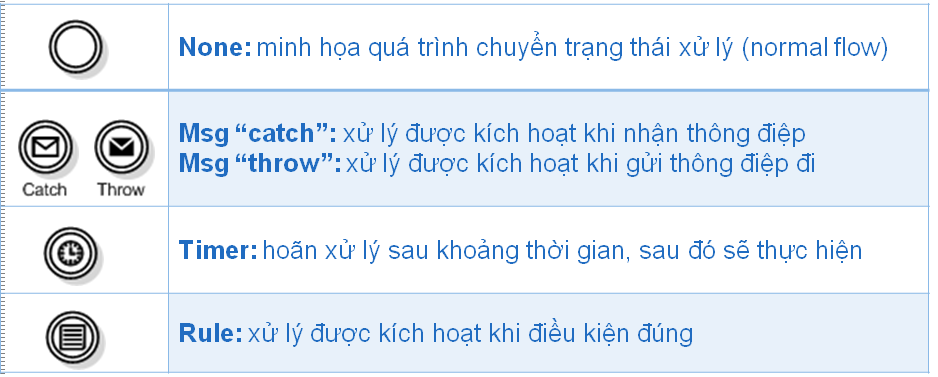 None: minh họa quá trình chuyển trạng thái xử lý (normal flow)
Msg “catch”: xử lý được kích hoạt khi nhận thông điệp
Msg “throw”: xử lý được kích hoạt khi gửi thông điệp đi
Catch Throw
Timer: hoãn xử lý sau khoảng thời gian, sau đó sẽ thực hiện
Rule: xử lý được kích hoạt khi điều kiện đúng